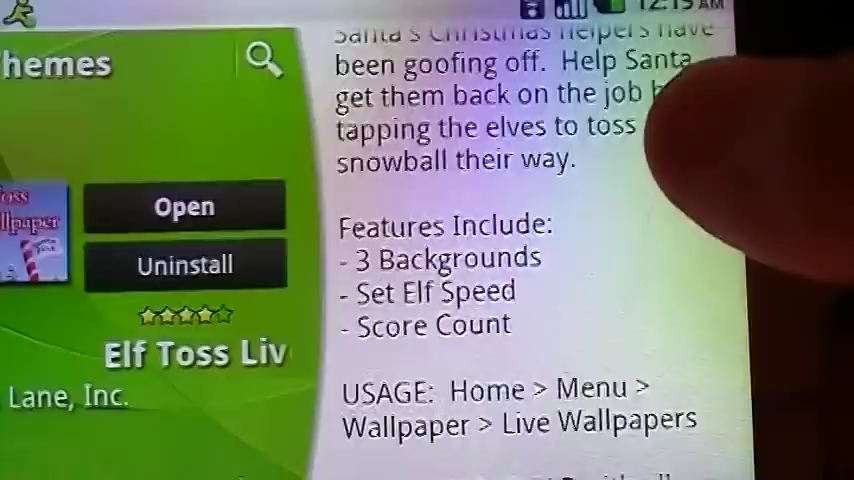 12:15 AM
hemes
oss
llpaper
Open
Uninstall
Elf Toss Liv
Lane, Inc.
Santa's Christmas helpers have
been goofing off. Help Santa
get them back on the job
tapping the elves to toss
snowball their way.
Features Include:
- 3 Backgrounds
- Set Elf Speed
- Score Count
USAGE: Home > Menu >
Wallpaper > Live Wallpapers